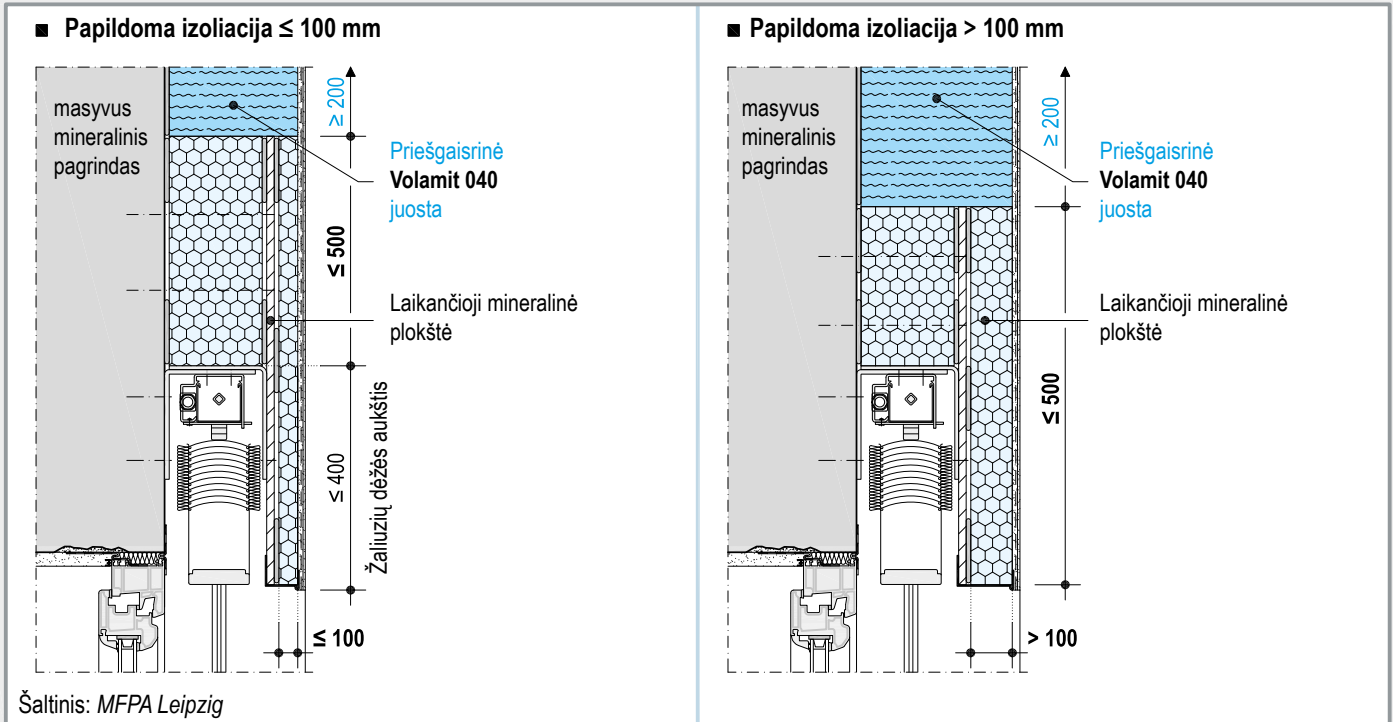 ■ Papildoma izoliacija ≤ 100 mm
masyvus
mineralinis
pagrindas
≥ 200
Priešgaisrinė
Volamit 040
juosta
≤ 500
Laikančioji mineralinė
plokštė
≤ 400
Žaliuzių dėžės aukštis
≤ 100
Šaltinis: MFPA Leipzig
■ Papildoma izoliacija > 100 mm
masyvus
mineralinis
pagrindas
≥ 200
Priešgaisrinė
Volamit 040
juosta
Laikančioji mineralinė
plokštė
≤ 500
> 100